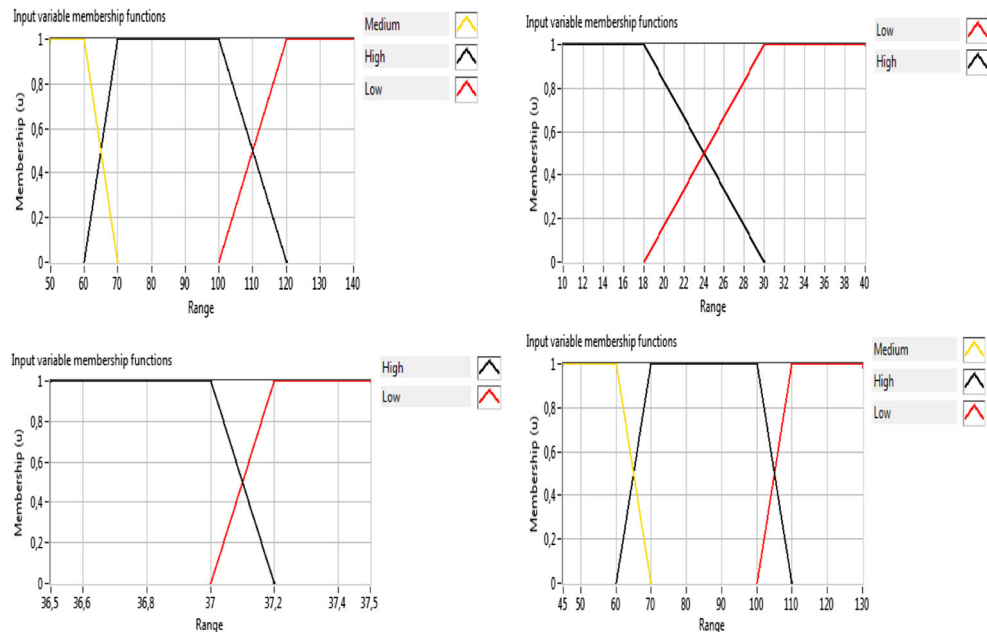 Input variable membership functions
Medium
High
Low
Membership (u)
1
0,8
0,6
0,4
0,2
0
50 60 70 80 90 100 110 120 130 140
Range
Input variable membership functions
Low
High
Membership (u)
1
0,8
0,6
0,4
0,2
0
10 12 14 16 18 20 22 24 26 28 30 32 34 36 38 40
Range
Input variable membership functions
High
Low
Membership (u)
1
0,8
0,6
0,4
0,2
0
36,5 36,6 36,8 37 37,2 37,4 37,5
Range
Input variable membership functions
Medium
High
Low
Membership (u)
1
0,8
0,6
0,4
0,2
0
45 50 60 70 80 90 100 110 120 130
Range